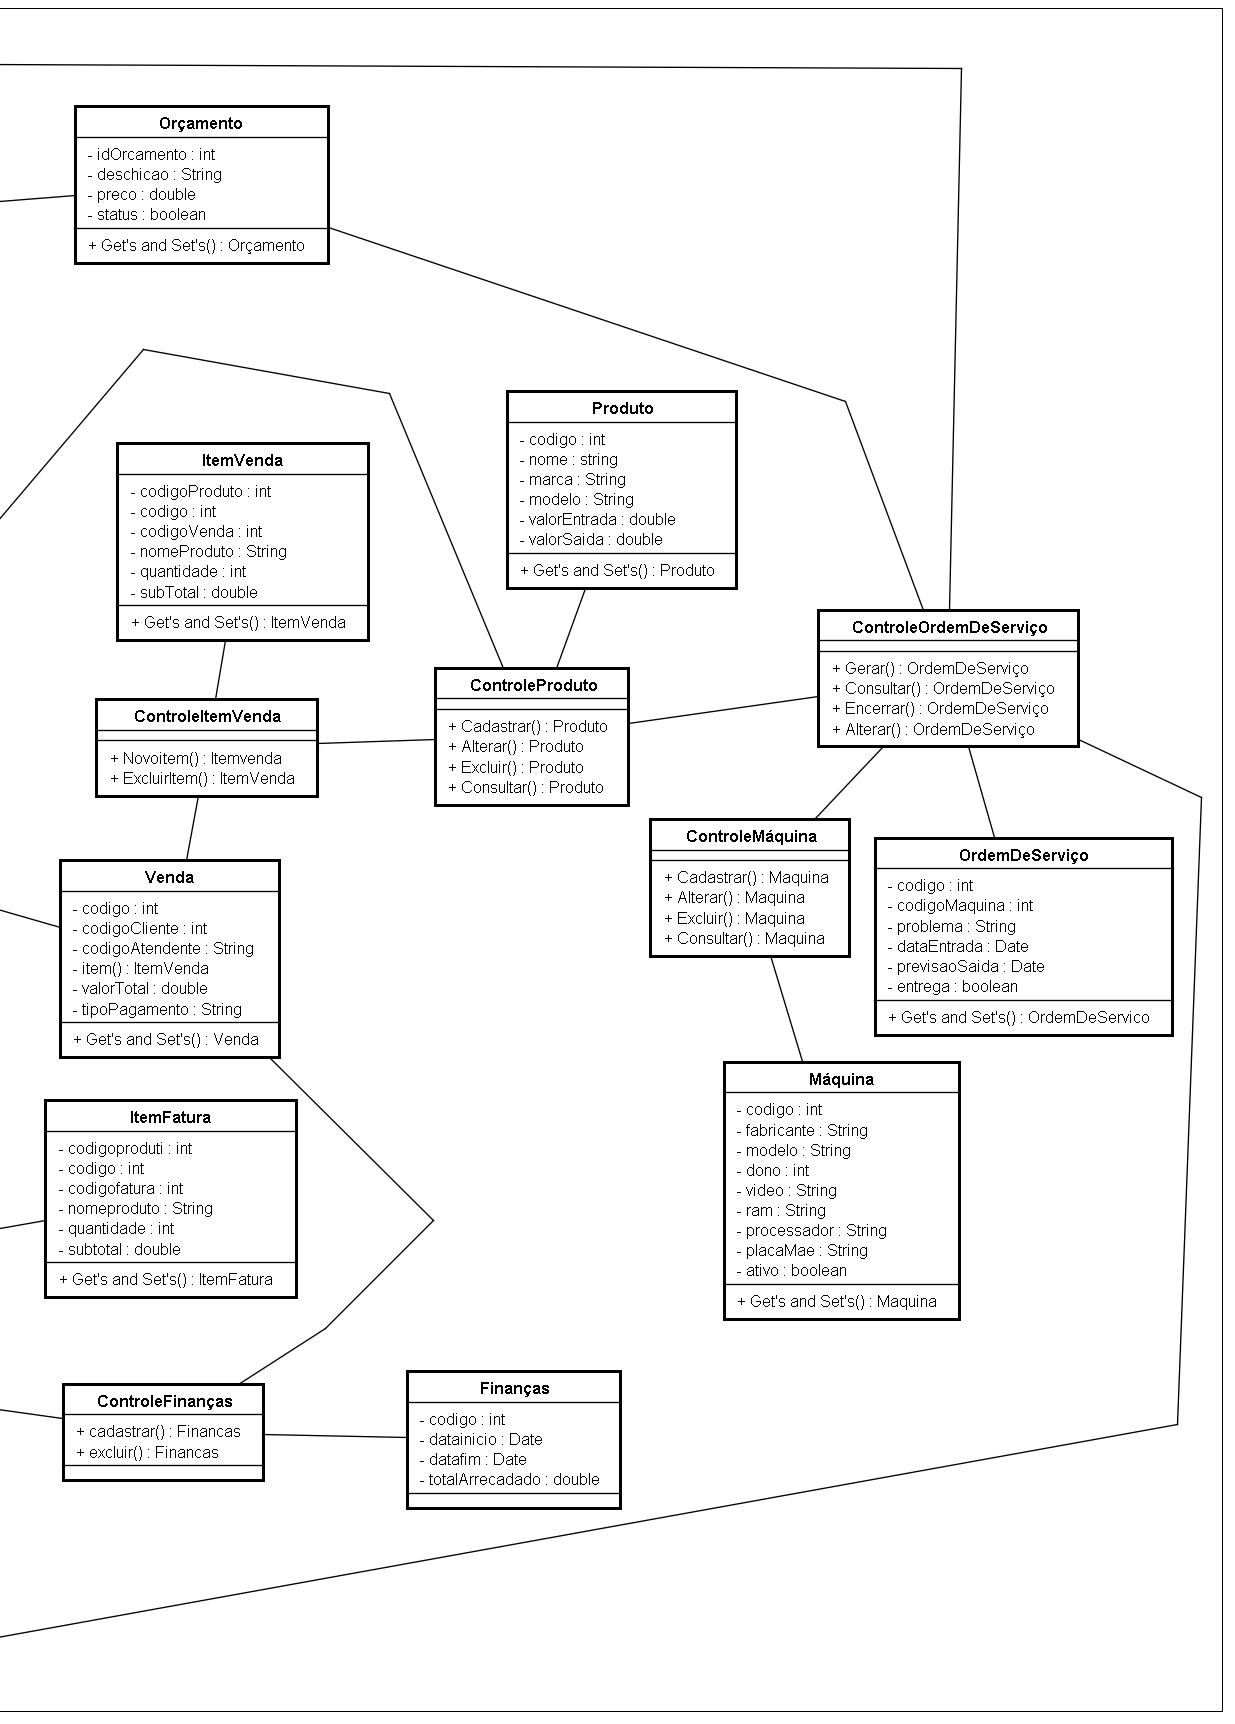 Orçamento
- idOrcamento : int
- deschicao : String
- preco : double
- status : boolean
+ Get's and Set's() : Orçamento
Produto
- codigo : int
- nome : string
- marca : String
- modelo : String
- valorEntrada : double
- valorSaida : double
+ Get's and Set's() : Produto
ItemVenda
- codigoProduto : int
- codigo : int
- codigoVenda : int
- nomeProduto : String
- quantidade : int
- subTotal : double
+ Get's and Set's() : ItemVenda
ControleOrdemDeServiço
+ Gerar() : OrdemDeServiço
+ Consultar() : OrdemDeServiço
+ Encerrar() : OrdemDeServiço
+ Alterar() : OrdemDeServiço
ControleProduto
+ Cadastrar() : Produto
+ Alterar() : Produto
+ Excluir() : Produto
+ Consultar() : Produto
ControleItemVenda
+ Novoitem() : Itemvenda
+ ExcluirItem() : ItemVenda
ControleMáquina
+ Cadastrar() : Maquina
+ Alterar() : Maquina
+ Excluir() : Maquina
+ Consultar() : Maquina
OrdemDeServiço
- codigo : int
- codigoMaquina : int
- problema : String
- dataEntrada : Date
- previsaoSaida : Date
- entrega : boolean
+ Get's and Set's() : OrdemDeServico
Venda
- codigo : int
- codigoCliente : int
- codigoAtendente : String
- item() : ItemVenda
- valorTotal : double
- tipoPagamento : String
+ Get's and Set's() : Venda
Máquina
- codigo : int
- fabricante : String
- modelo : String
- dono : int
- video : String
- ram : String
- processador : String
- placaMae : String
- ativo : boolean
+ Get's and Set's() : Maquina
ItemFatura
- codigoproduti : int
- codigo : int
- codigofatura : int
- nomeproduto : String
- quantidade : int
- subtotal : double
+ Get's and Set's() : ItemFatura
ControleFinanças
+ cadastrar() : Financas
+ excluir() : Financas
Finanças
- codigo : int
- datainicio : Date
- datafim : Date
- totalArrecadado : double